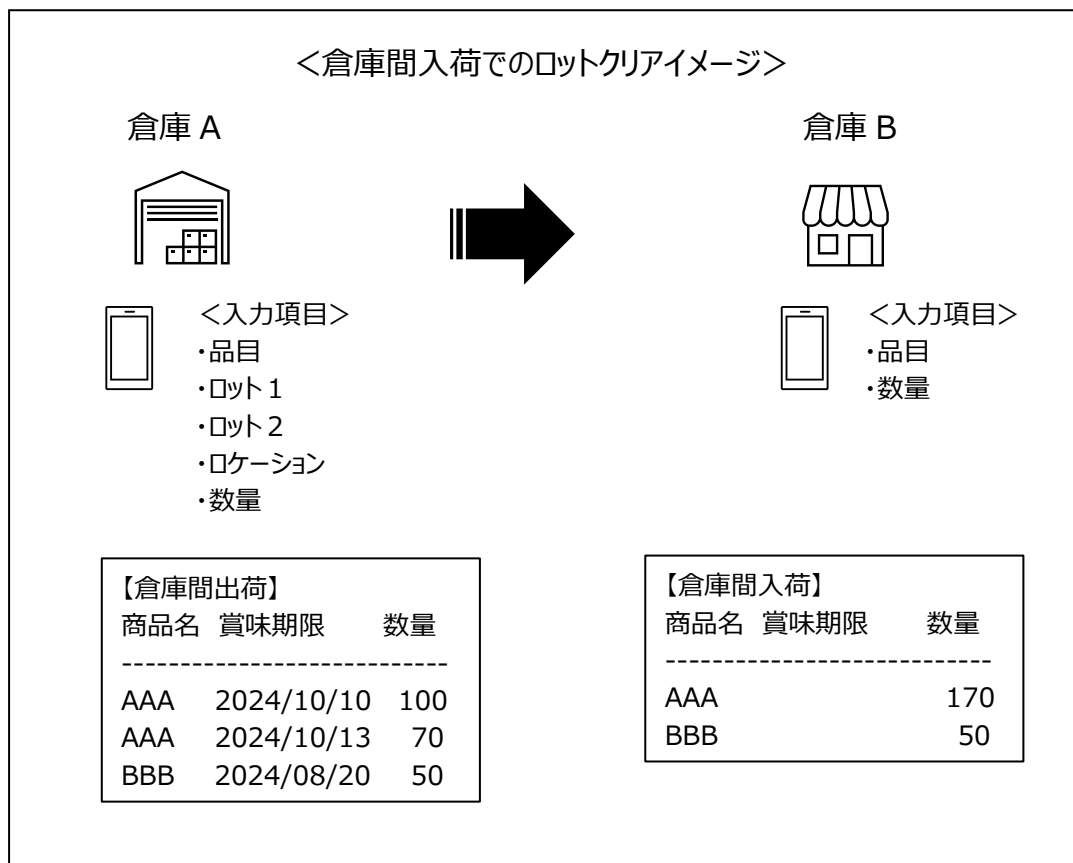 ＜倉庫間入荷でのロットクリアイメージ＞
倉庫 A
倉庫 B
＜入力項目＞
・品目
・ロット１
・ロット２
・ロケーション
・数量
＜入力項目＞
・品目
・数量
【倉庫間出荷】
商品名 賞味期限 数量
----------------------------
AAA 2024/10/10 100
AAA 2024/10/13 70
BBB 2024/08/20 50
【倉庫間入荷】
商品名 賞味期限 数量
----------------------------
AAA 170
BBB 50